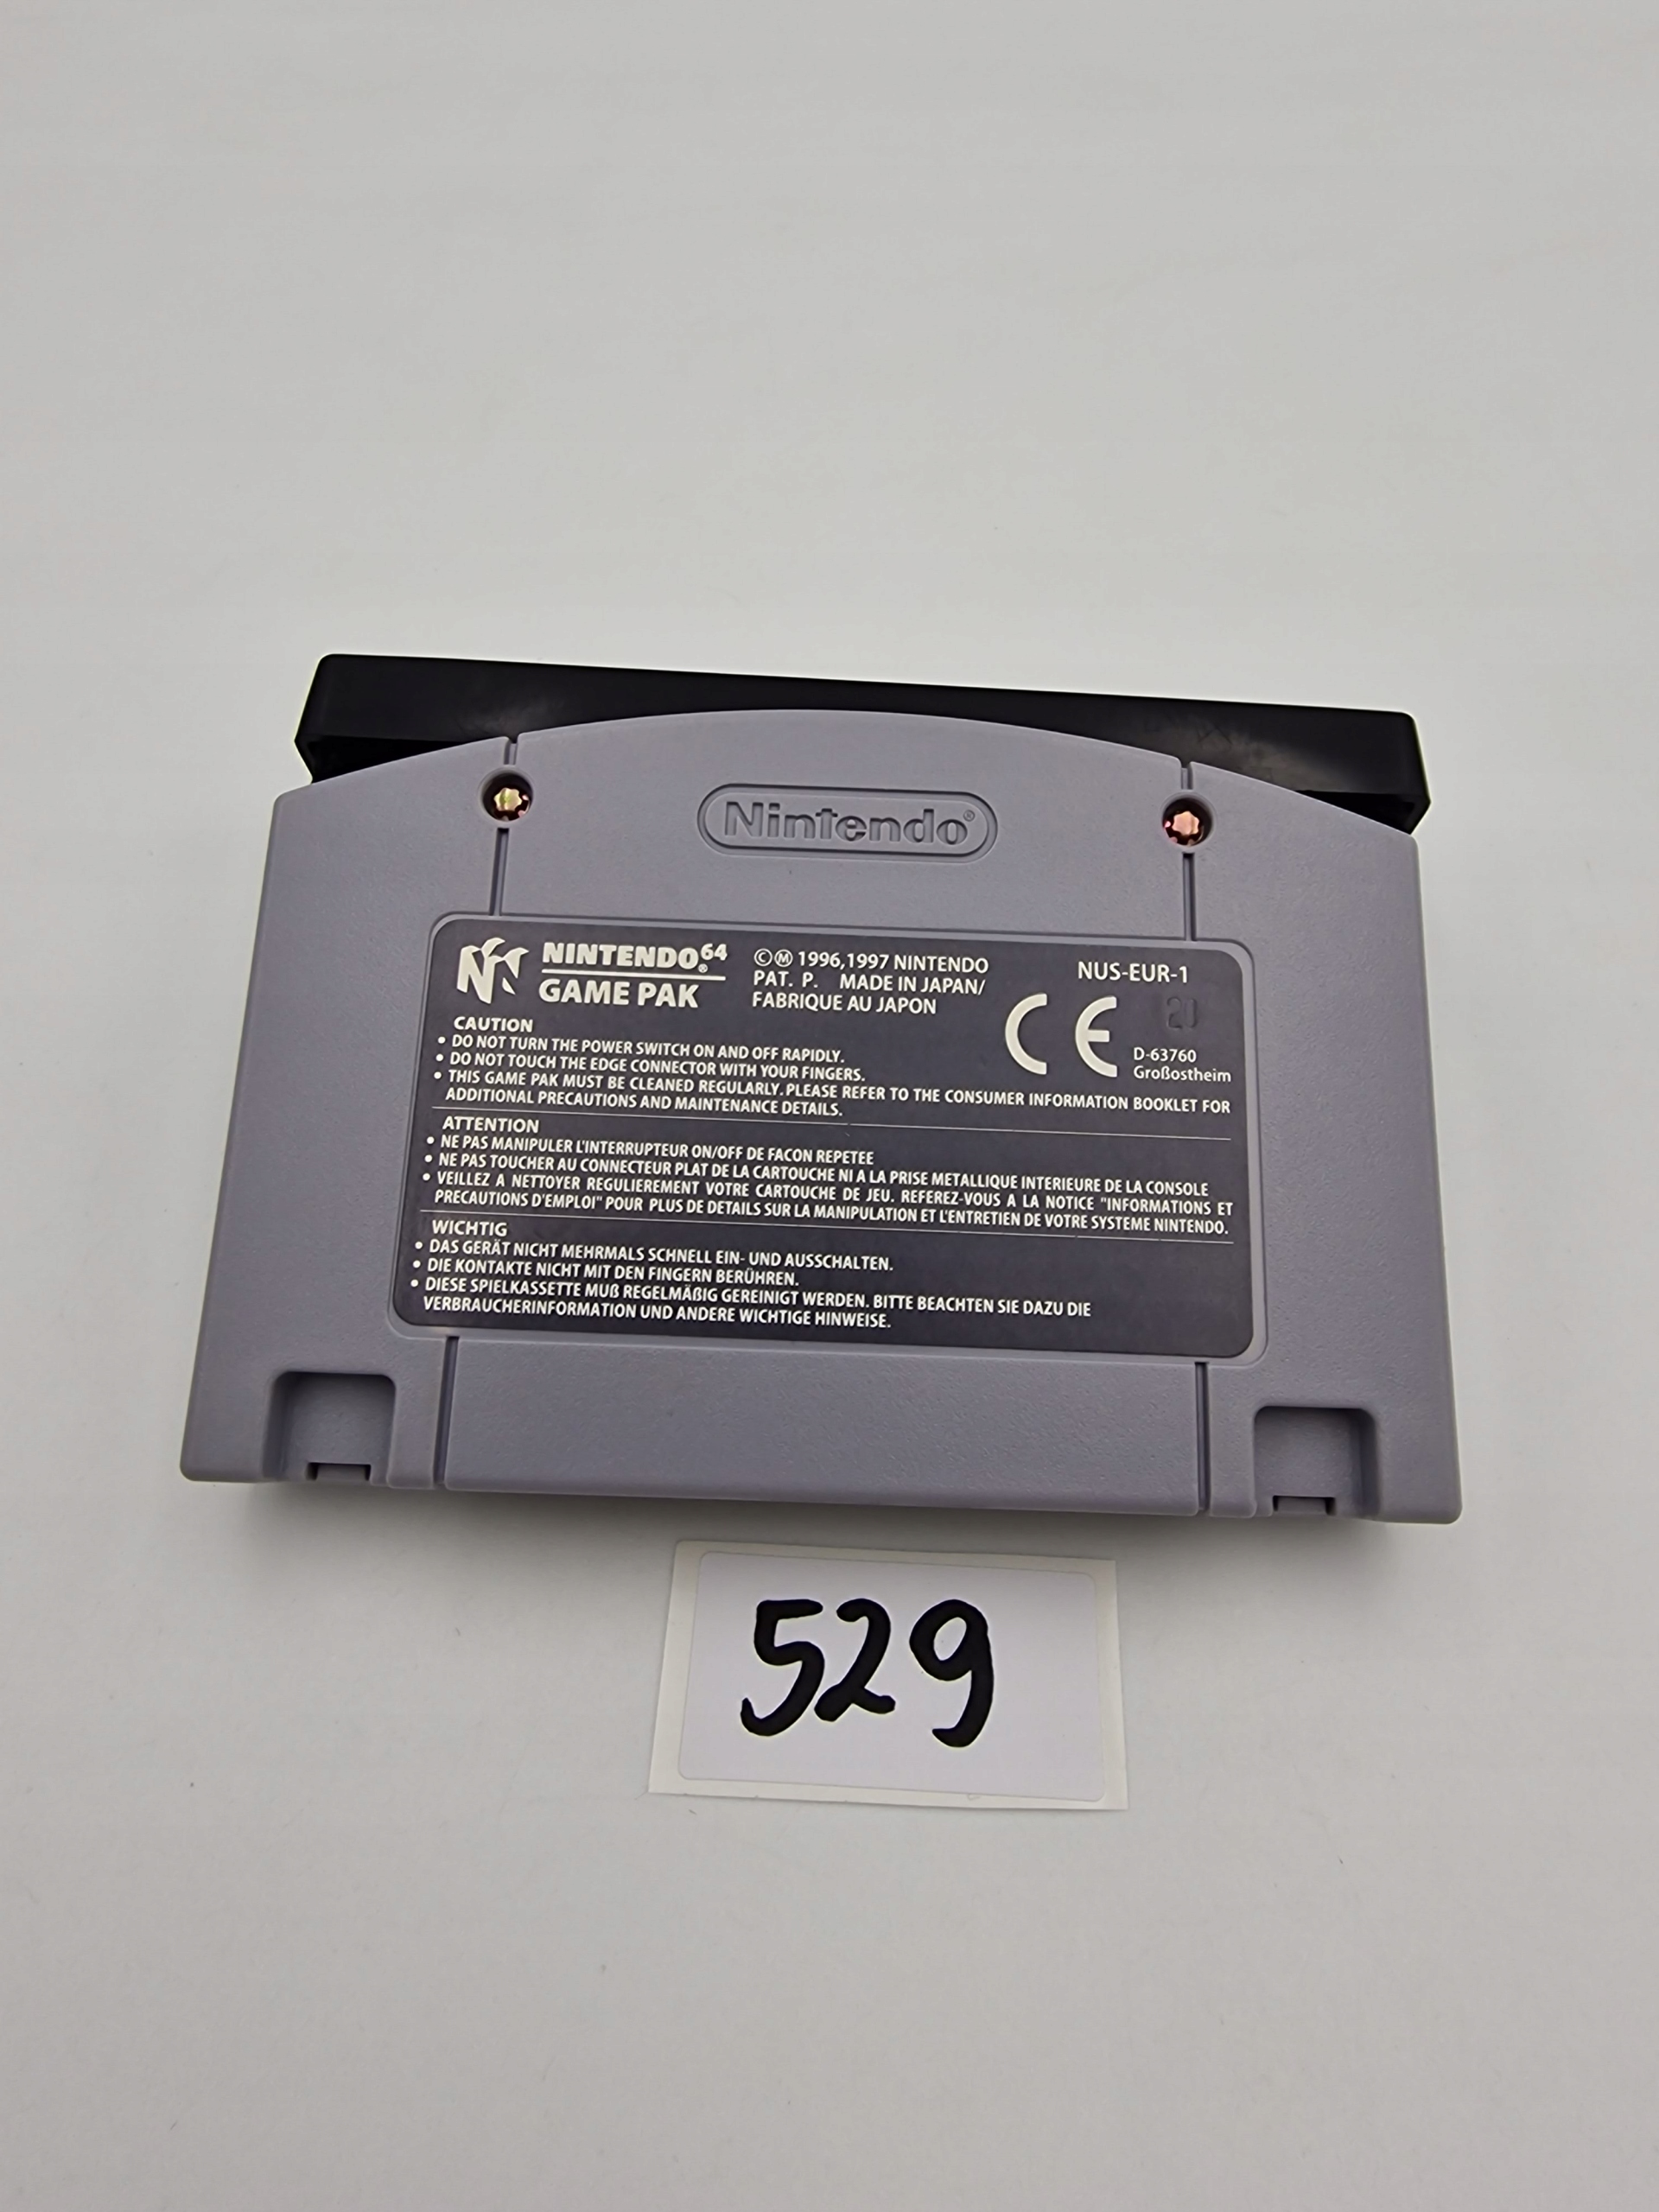 Nintendo®
NINTENDO64®
GAME PAK
©Ⓜ 1996,1997 NINTENDO
PAT. P. MADE IN JAPAN/
FABRIQUE AU JAPON
NUS-EUR-1
CE
21
D-63760
Großostheim
CAUTION
• DO NOT TURN THE POWER SWITCH ON AND OFF RAPIDLY.
• DO NOT TOUCH THE EDGE CONNECTOR WITH YOUR FINGERS.
• THIS GAME PAK MUST BE CLEANED REGULARLY. PLEASE REFER TO THE CONSUMER INFORMATION BOOKLET FOR
ADDITIONAL PRECAUTIONS AND MAINTENANCE DETAILS.
ATTENTION
• NE PAS MANIPULER L'INTERRUPTEUR ON/OFF DE FACON REPETEE
• NE PAS TOUCHER AU CONNECTEUR PLAT DE LA CARTOUCHE NI A LA PRISE METALLIQUE INTERIEURE DE LA CONSOLE
• VEILLEZ A NETTOYER REGULIEREMENT VOTRE CARTOUCHE DE JEU. REFEREZ-VOUS A LA NOTICE "INFORMATIONS ET
PRECAUTIONS D'EMPLOI" POUR PLUS DE DETAILS SUR LA MANIPULATION ET L'ENTRETIEN DE VOTRE SYSTEME NINTENDO.
WICHTIG
• DAS GERÄT NICHT MEHRMALS SCHNELL EIN- UND AUSSCHALTEN.
• DIE KONTAKTE NICHT MIT DEN FINGERN BERÜHREN.
• DIESE SPIELKASSETTE MUß REGELMÄßIG GEREINIGT WERDEN. BITTE BEACHTEN SIE DAZU DIE
VERBRAUCHERINFORMATION UND ANDERE WICHTIGE HINWEISE.
529